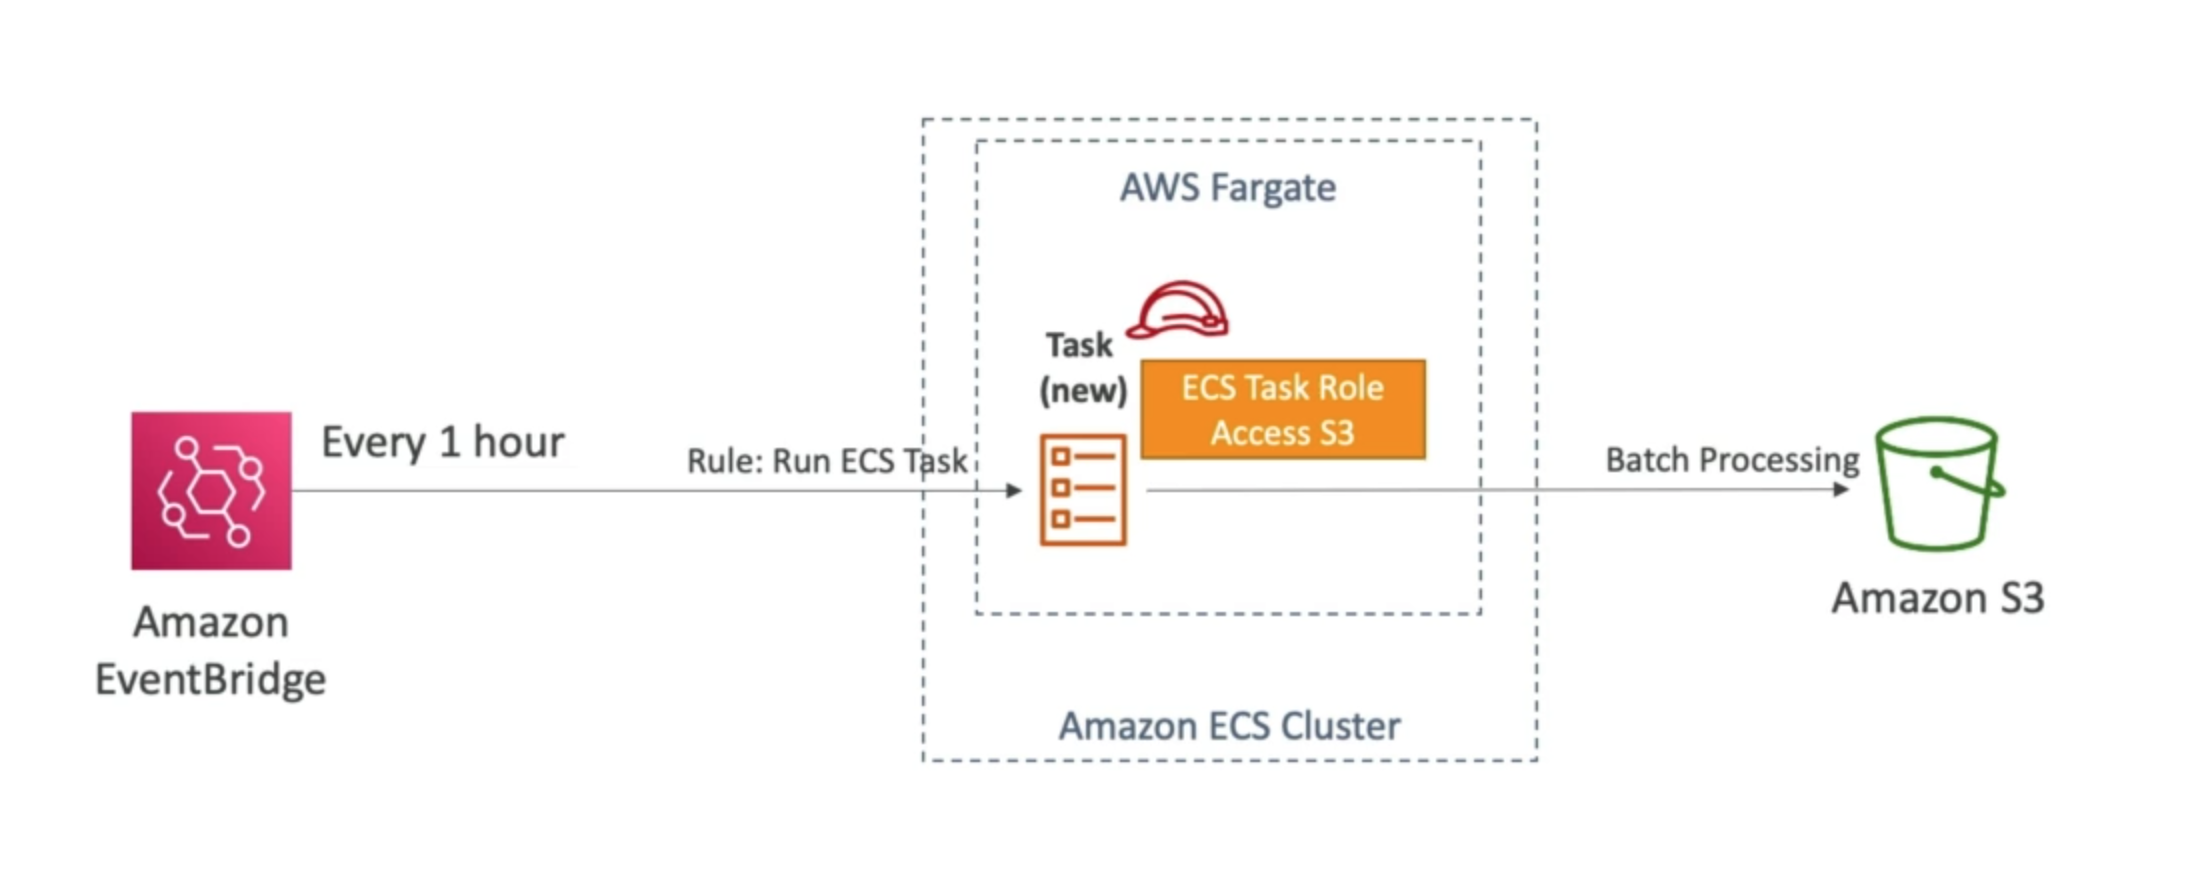 AWS Fargate
Task
(new)
ECS Task Role
Access S3
Every 1 hour
Rule: Run ECS Task
Batch Processing
Amazon
EventBridge
Amazon S3
Amazon ECS Cluster